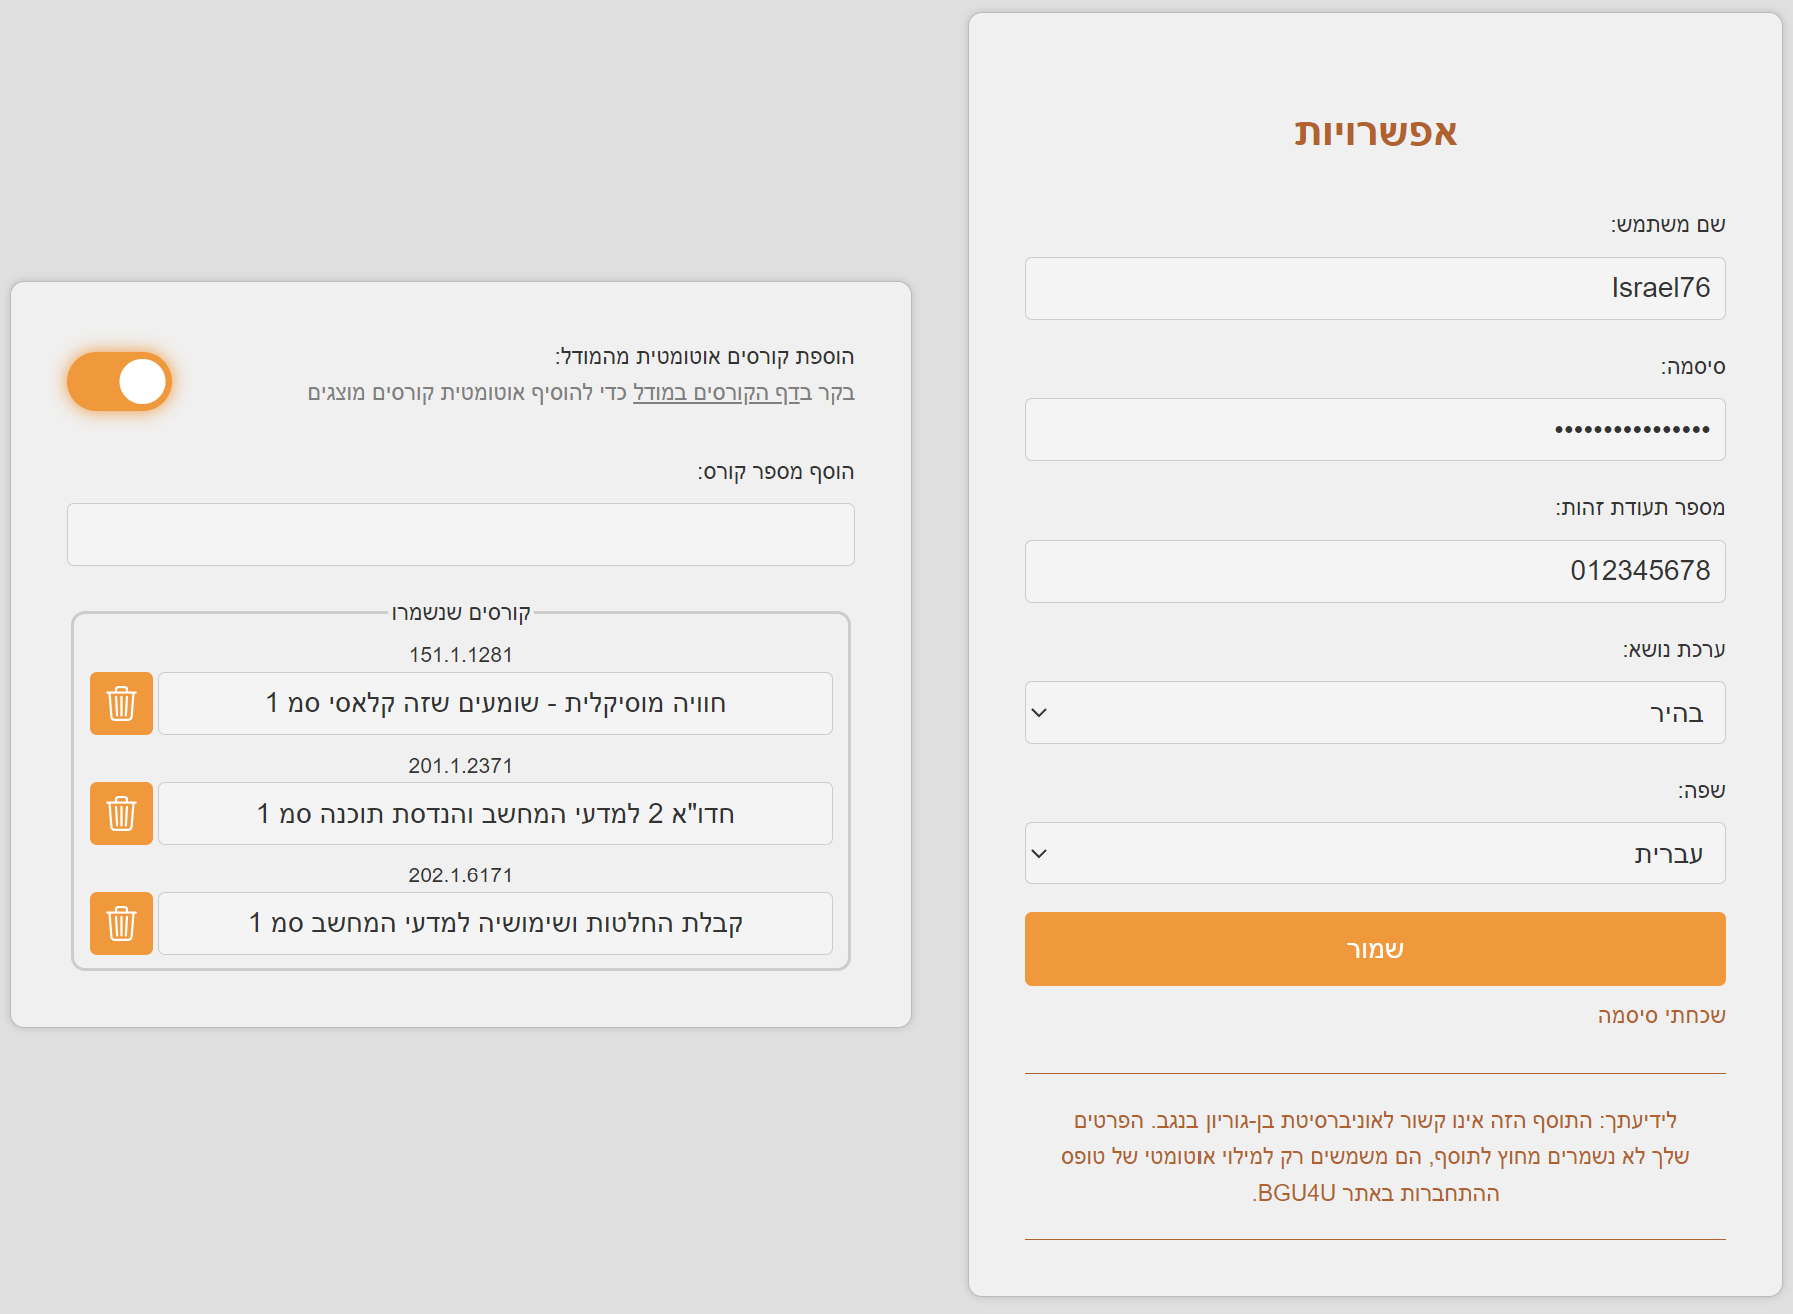 אפשרויות
שם משתמש:
Israel76
סיסמה:
••••••••••••••••
מספר תעודת זהות:
012345678
ערכת נושא:
בהיר
שפה:
עברית
שמור
שכחתי סיסמה
לידיעתך: התוסף הזה אינו קשור לאוניברסיטת בן-גוריון בנגב. הפרטים
שלך לא נשמרים מחוץ לתוסף, הם משמשים רק למילוי אוטומטי של טופס
ההתחברות באתר BGU4U.
הוספת קורסים אוטומטית מהמודל:
בקר בדף הקורסים במודל כדי להוסיף אוטומטית קורסים מוצגים
הוסף מספר קורס:
קורסים שנשמרו
151.1.1281
חוויה מוסיקלית - שומעים שזה קלאסי סמ 1
201.1.2371
חדו"א 2 למדעי המחשב והנדסת תוכנה סמ 1
202.1.6171
קבלת החלטות ושימושיה למדעי המחשב סמ 1